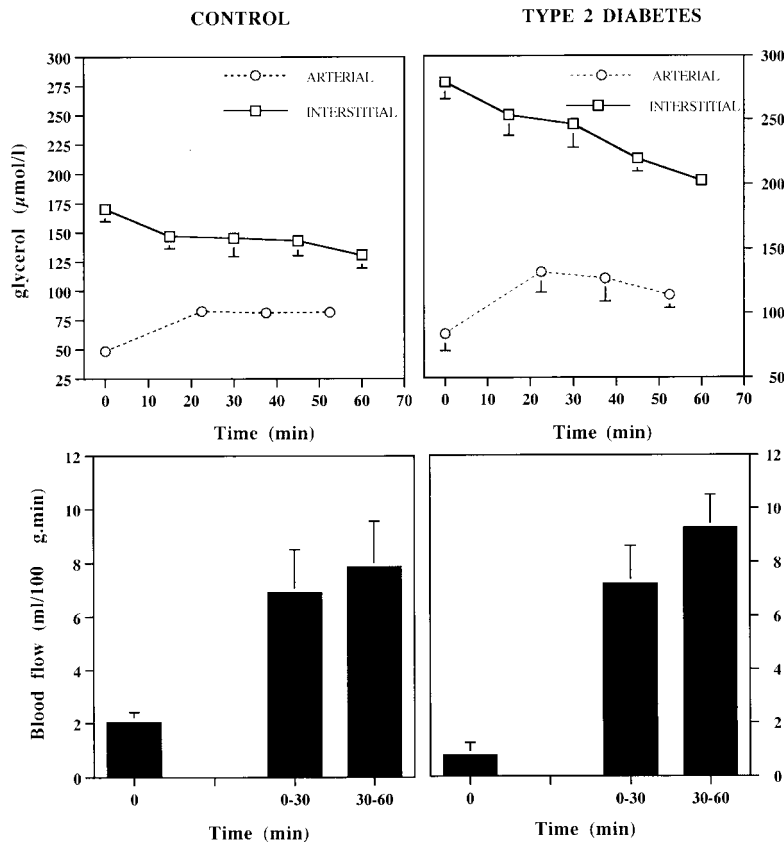 CONTROL
TYPE 2 DIABETES
ARTERIAL
INTERSTITIAL
glycerol (µmol/l)
300
275
250
225
200
175
150
125
100
75
50
25
0 10 20 30 40 50 60 70
Time (min)
ARTERIAL
INTERSTITIAL
300
250
200
150
100
50
0 10 20 30 40 50 60 70
Time (min)
Blood flow (ml/100 g.min)
12
10
8
6
4
2
0
0 0-30 30-60
Time (min)
12
10
8
6
4
2
0
0 0-30 30-60
Time (min)